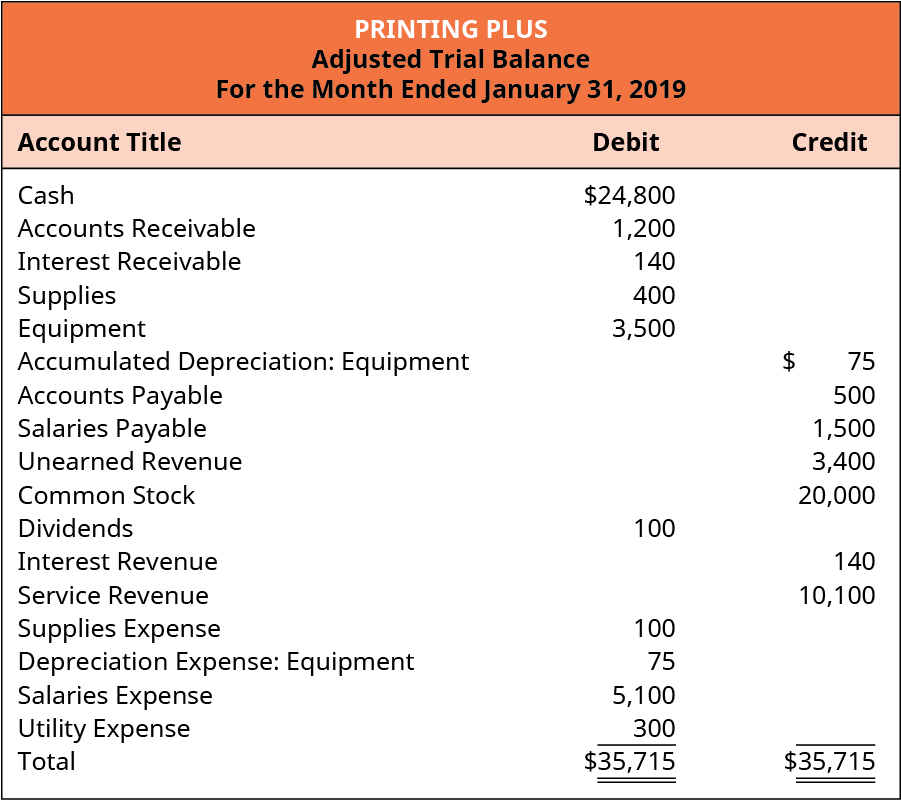 PRINTING PLUS
Adjusted Trial Balance
For the Month Ended January 31, 2019
Account Title Debit Credit
Cash $24,800
Accounts Receivable 1,200
Interest Receivable 140
Supplies 400
Equipment 3,500
Accumulated Depreciation: Equipment $ 75
Accounts Payable 500
Salaries Payable 1,500
Unearned Revenue 3,400
Common Stock 20,000
Dividends 100
Interest Revenue 140
Service Revenue 10,100
Supplies Expense 100
Depreciation Expense: Equipment 75
Salaries Expense 5,100
Utility Expense 300
Total $35,715 $35,715